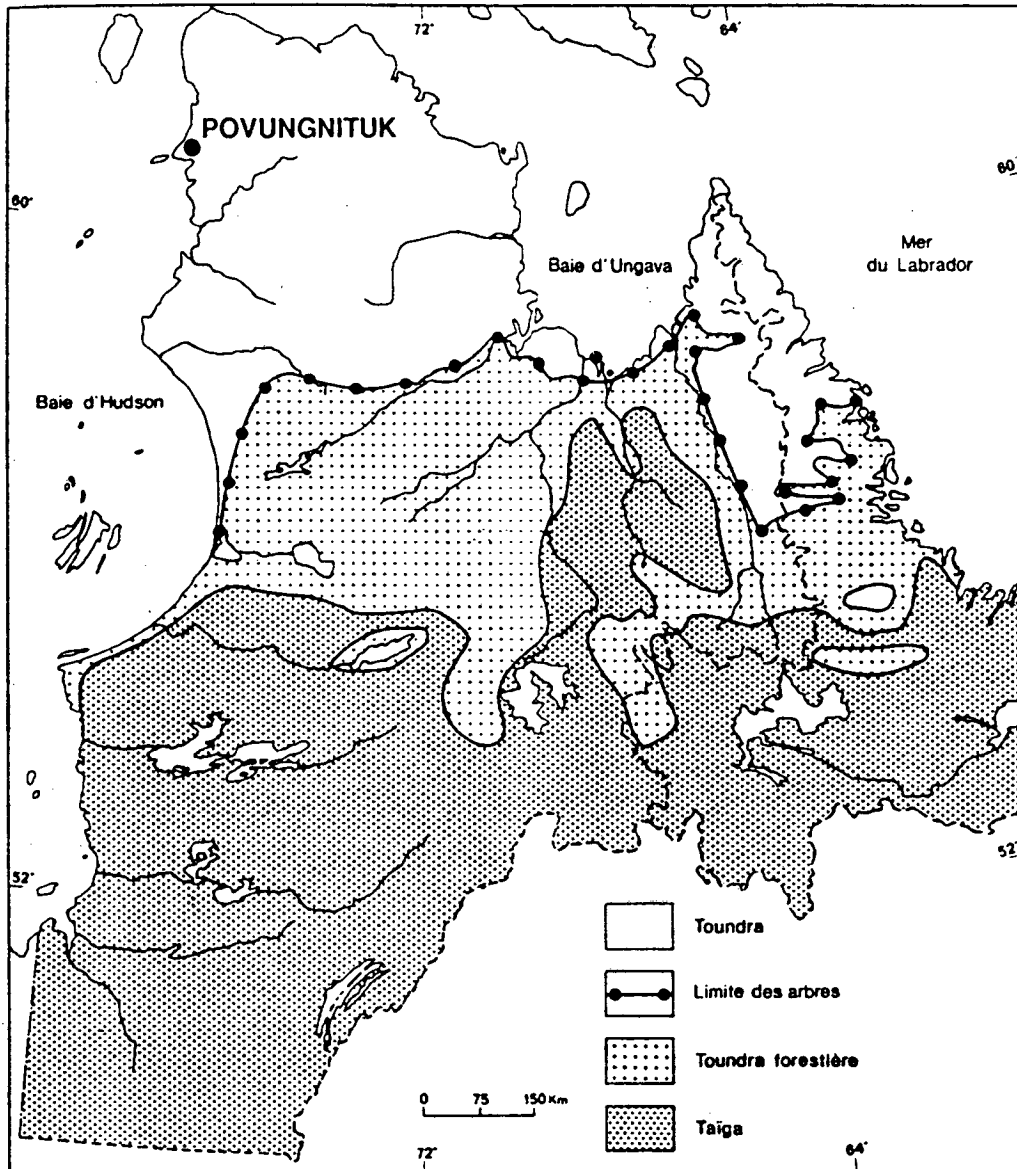 72°
64°
POVUNGNITUK
60°
60°
Baie d'Ungava
Mer
du Labrador
Baie d'Hudson
52°
52°
Toundra
Limite des arbres
Toundra forestière
Taïga
0 75 150 Km
72°
64°